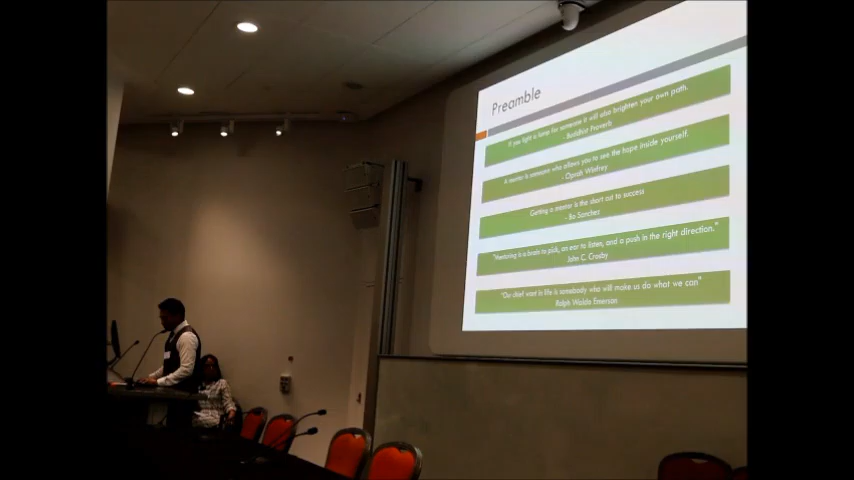 Preamble
If you light a lamp for someone it will also brighten your own path.
- Buddhist Proverb
A mentor is someone who allows you to see the hope inside yourself.
- Oprah Winfrey
Getting a mentor is the short cut to success
- Bo Sanchez
"Mentoring is a brain to pick, an ear to listen, and a push in the right direction."
John C. Crosby
"Our chief want in life is somebody who will make us do what we can"
Ralph Waldo Emerson